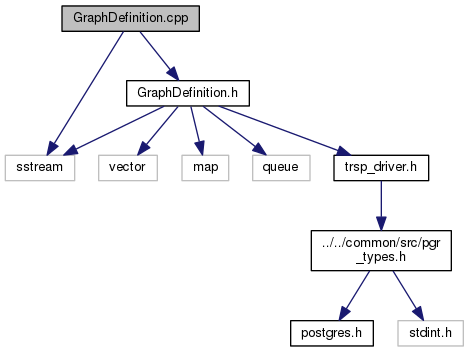 GraphDefinition.cpp
GraphDefinition.h
sstream
vector
map
queue
trsp_driver.h
../../common/src/pgr
_types.h
postgres.h
stdint.h